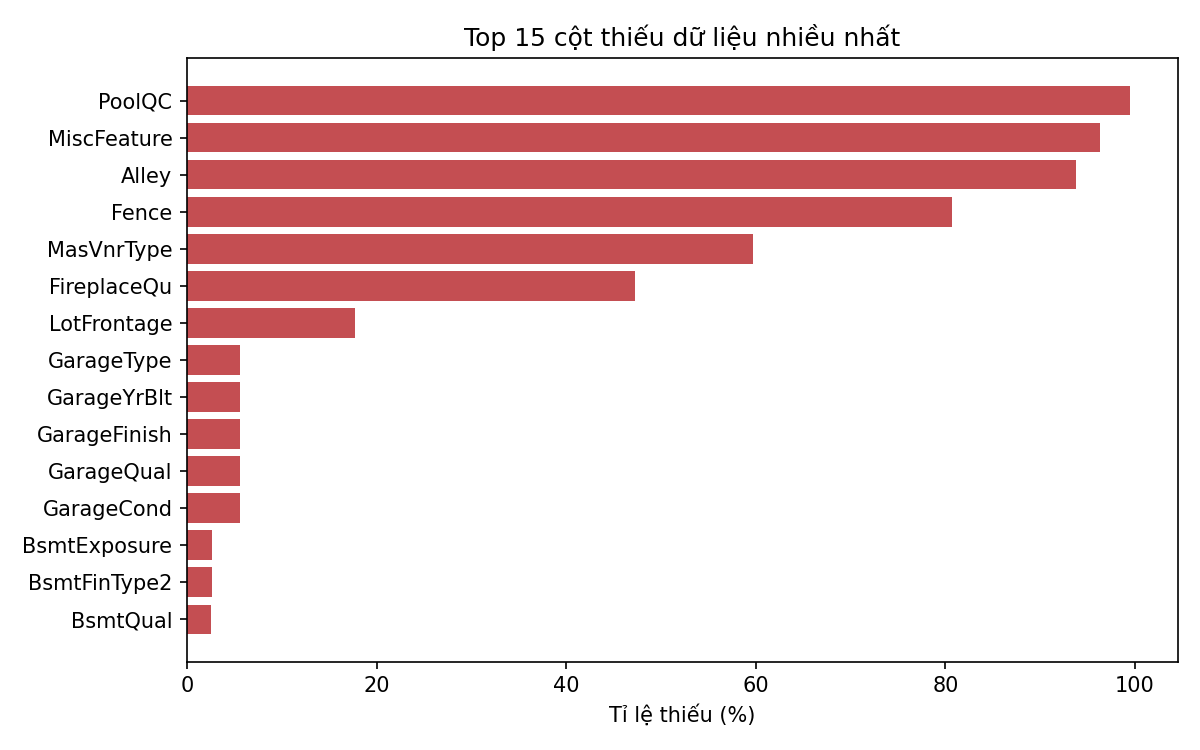 Top 15 cột thiếu dữ liệu nhiều nhất
PoolQC
MiscFeature
Alley
Fence
MasVnrType
FireplaceQu
LotFrontage
GarageType
GarageYrBlt
GarageFinish
GarageQual
GarageCond
BsmtExposure
BsmtFinType2
BsmtQual
0 20 40 60 80 100
Tỉ lệ thiếu (%)